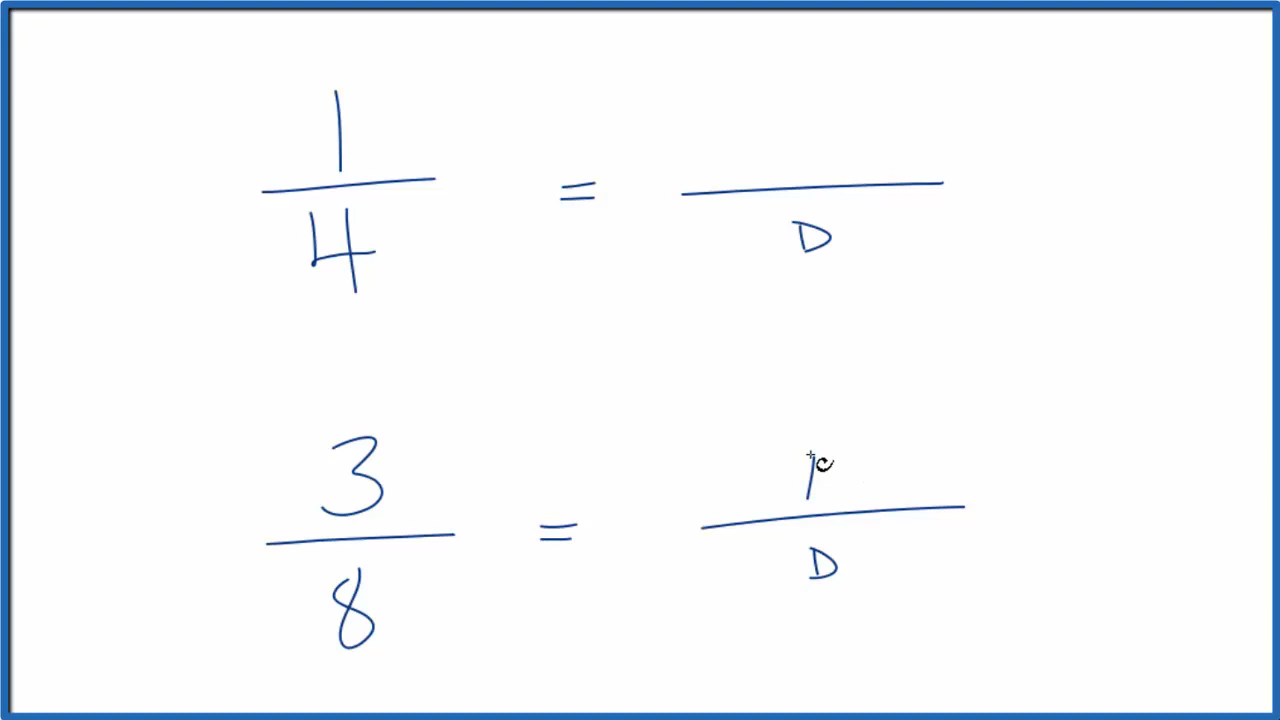 1
4 = D
3
8 = D